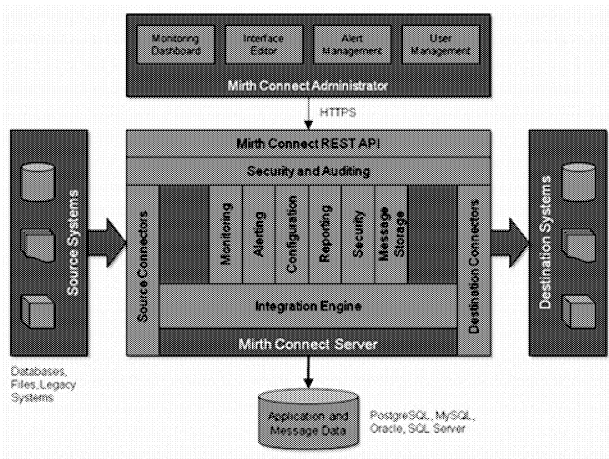 Monitoring
Dashboard
Interface
Editor
Alert
Management
User
Management
Mirth Connect Administrator
HTTPS
Mirth Connect REST API
Security and Auditing
Source Systems
Source Connectors
Monitoring
Alerting
Configuration
Reporting
Security
Message
Storage
Destination Connectors
Destination Systems
Integration Engine
Mirth Connect Server
Databases,
Files, Legacy
Systems
Application and
Message Data
PostgreSQL, MySQL,
Oracle, SQL Server